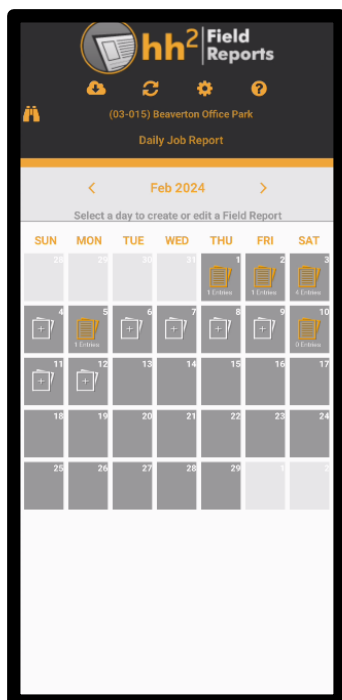 hh2 Field Reports
(03-015) Beaverton Office Park
Daily Job Report
< Feb 2024 >
Select a day to create or edit a Field Report
SUN MON TUE WED THU FRI SAT
28 29 30 31 1 2 3
1 Entries 1 Entries
4 5 6 7 8 9 10
1 Entries 0 Entries
11 12 13 14 15 16 17
18 19 20 21 22 23 24
25 26 27 28 29 1 2